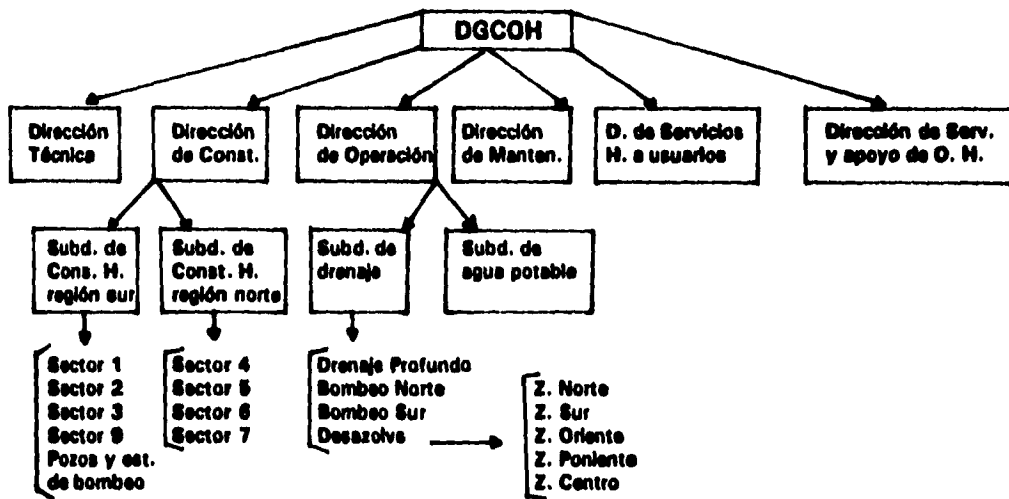 DGCOH
Dirección
Técnica
Dirección
de Const.
Dirección
de Operación
Dirección
de Manten.
D. de Servicios
H. a usuarios
Dirección de Serv.
y apoyo de O. H.
Subd. de
Cons. H.
región sur
Subd. de
Const. H.
región norte
Subd. de
drenaje
Subd. de
agua potable
Sector 1
Sector 2
Sector 3
Sector 9
Pozos y est.
de bombeo
Sector 4
Sector 5
Sector 6
Sector 7
Drenaje Profundo
Bombeo Norte
Bombeo Sur
Desazolve
Z. Norte
Z. Sur
Z. Oriente
Z. Poniente
Z. Centro